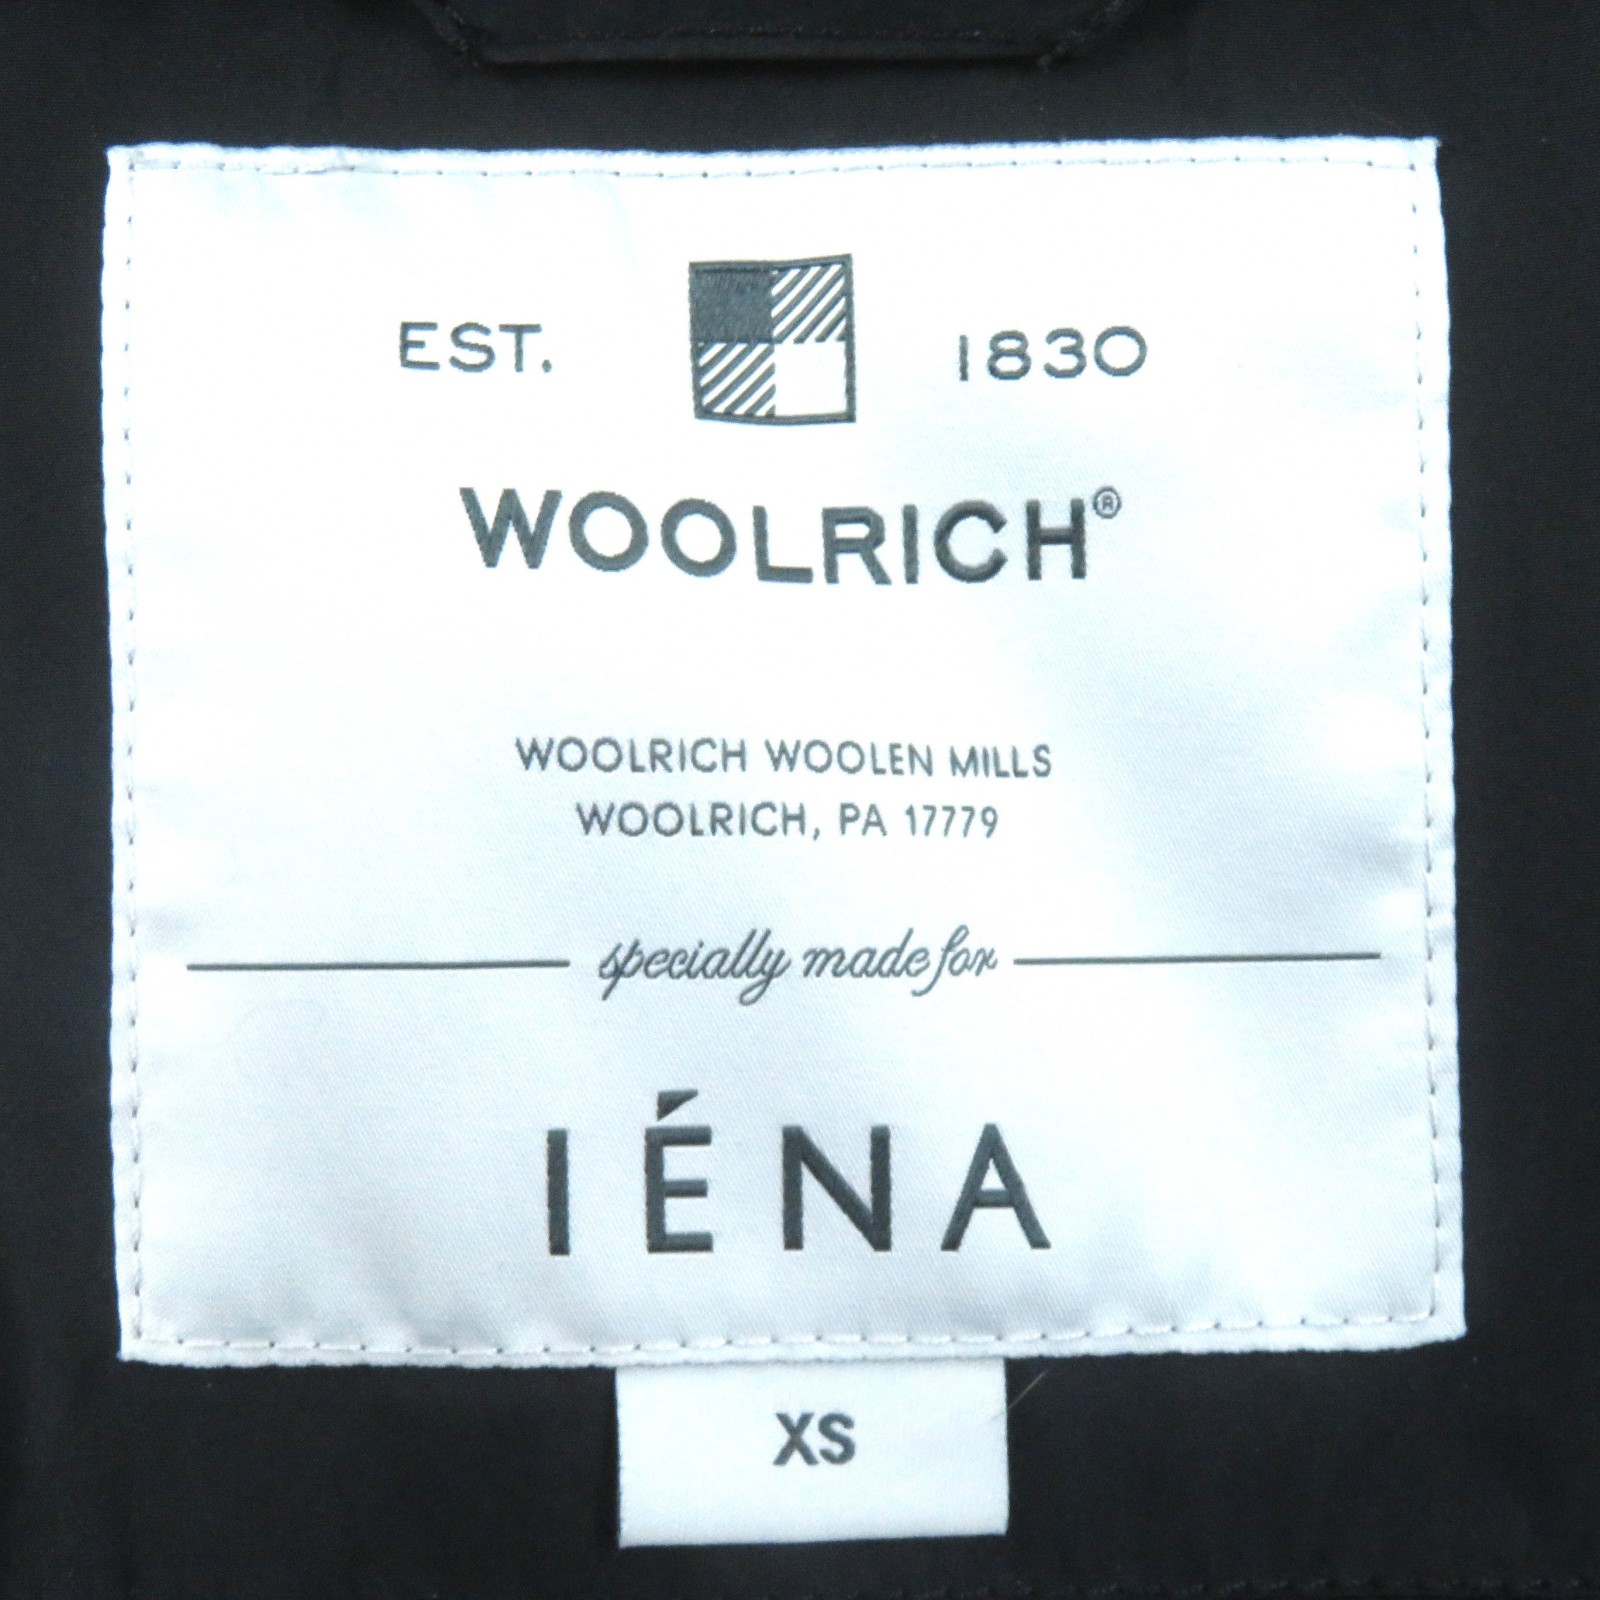 EST. 1830
WOOLRICH®
WOOLRICH WOOLEN MILLS
WOOLRICH, PA 17779
specially made for
IÉNA
XS